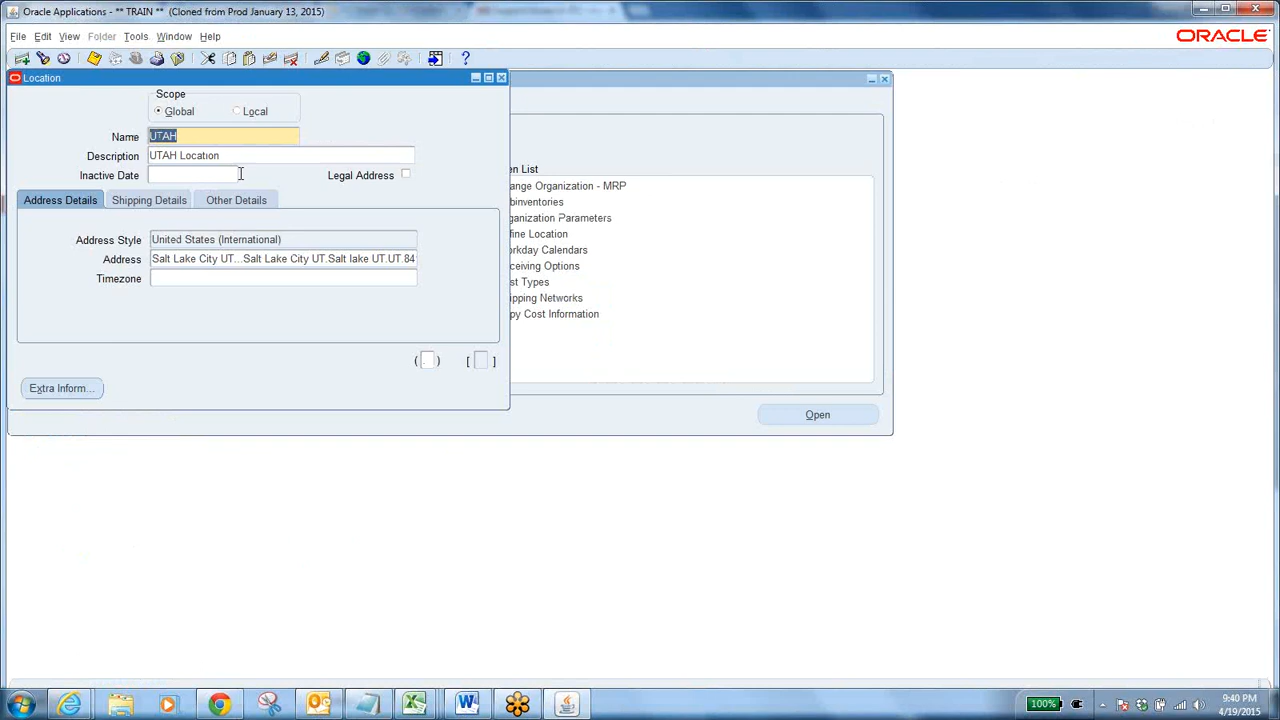 Oracle Applications - ** TRAIN ** (Cloned from Prod January 13, 2015)
File Edit View Folder Tools Window Help
ORACLE
Location
Scope
Global Local
Name UTAH
Description UTAH Location
Inactive Date Legal Address
Address Details Shipping Details Other Details
Address Style United States (International)
Address Salt Lake City UT...Salt Lake City UT.Salt lake UT.UT.84
Timezone
( . ) [ ]
Extra Inform...
en List
ange Organization - MRP
binventories
ganization Parameters
fine Location
orkday Calendars
ceiving Options
st Types
ipping Networks
py Cost Information
Open
100%
9:40 PM
4/19/2015